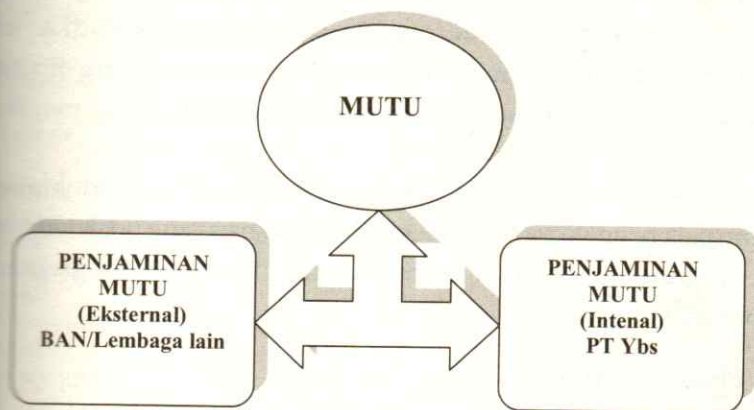 MUTU
PENJAMINAN
MUTU
(Eksternal)
BAN/Lembaga lain
PENJAMINAN
MUTU
(Intenal)
PT Ybs